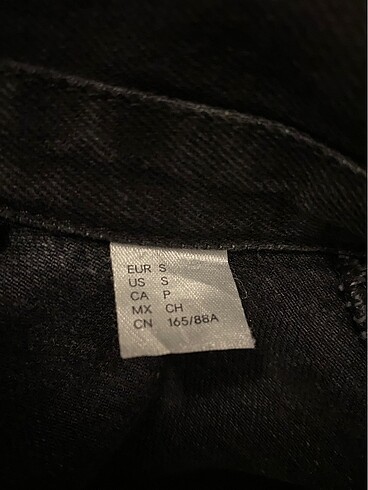 EUR S
US S
CA P
MX CH
CN 165/88A